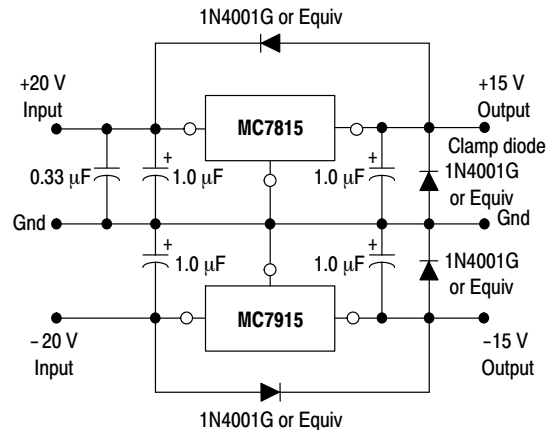 1N4001G or Equiv
+20 V
Input
+15 V
Output
MC7815
Clamp diode
+
+
0.33 µF
1.0 µF
1.0 µF
1N4001G
or Equiv
Gnd
Gnd
+
+
1.0 µF
1.0 µF
1N4001G
or Equiv
MC7915
−20 V
Input
−15 V
Output
1N4001G or Equiv